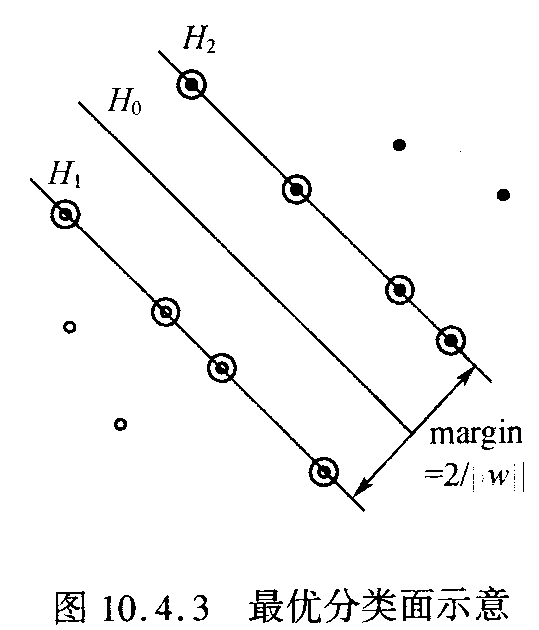 H₂
H₀
H₁
margin
=2/||w||
图 10.4.3 最优分类面示意